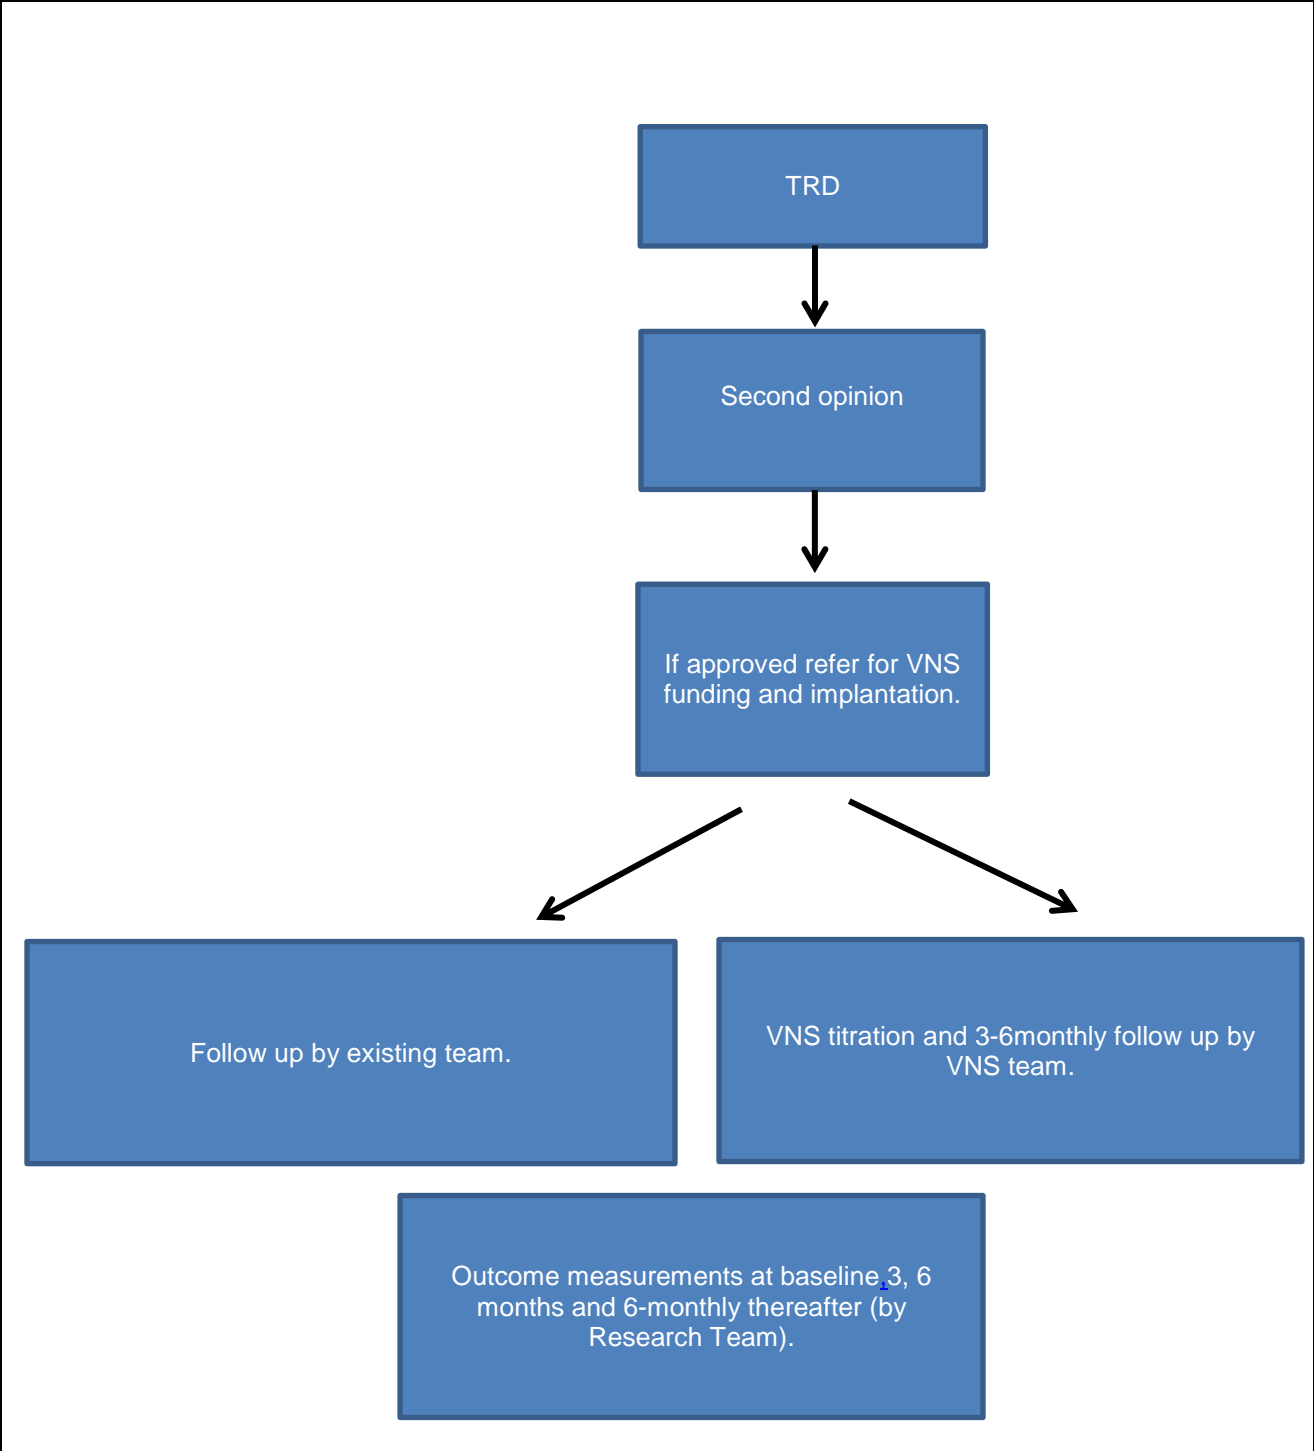 TRD
Second opinion
If approved refer for VNS
funding and implantation.
Follow up by existing team.
VNS titration and 3-6monthly follow up by
VNS team.
Outcome measurements at baseline,3, 6
months and 6-monthly thereafter (by
Research Team).